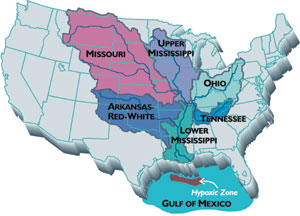 MISSOURI
UPPER
MISSISSIPPI
OHIO
ARKANSAS-
RED-WHITE
TENNESSEE
LOWER
MISSISSIPPI
Hypoxic Zone
GULF OF MEXICO